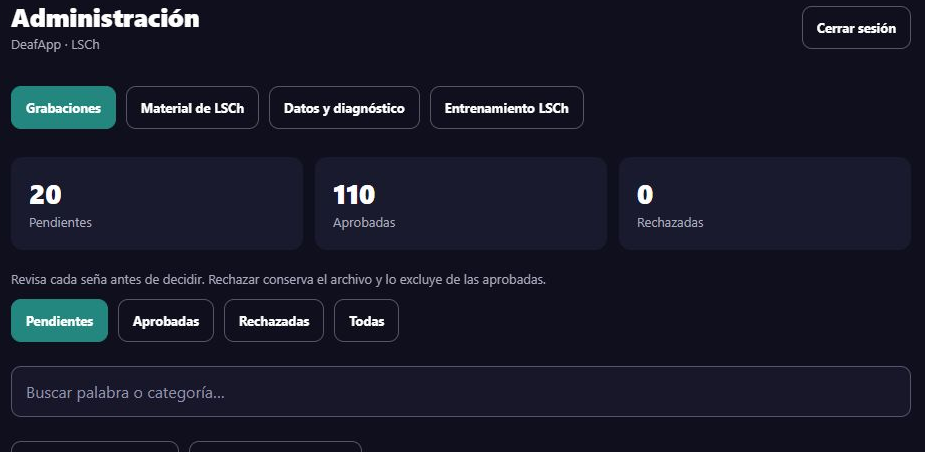 Administración
DeafApp · LSCh
Cerrar sesión
Grabaciones
Material de LSCh
Datos y diagnóstico
Entrenamiento LSCh
20
Pendientes
110
Aprobadas
0
Rechazadas
Revisa cada seña antes de decidir. Rechazar conserva el archivo y lo excluye de las aprobadas.
Pendientes
Aprobadas
Rechazadas
Todas
Buscar palabra o categoría...